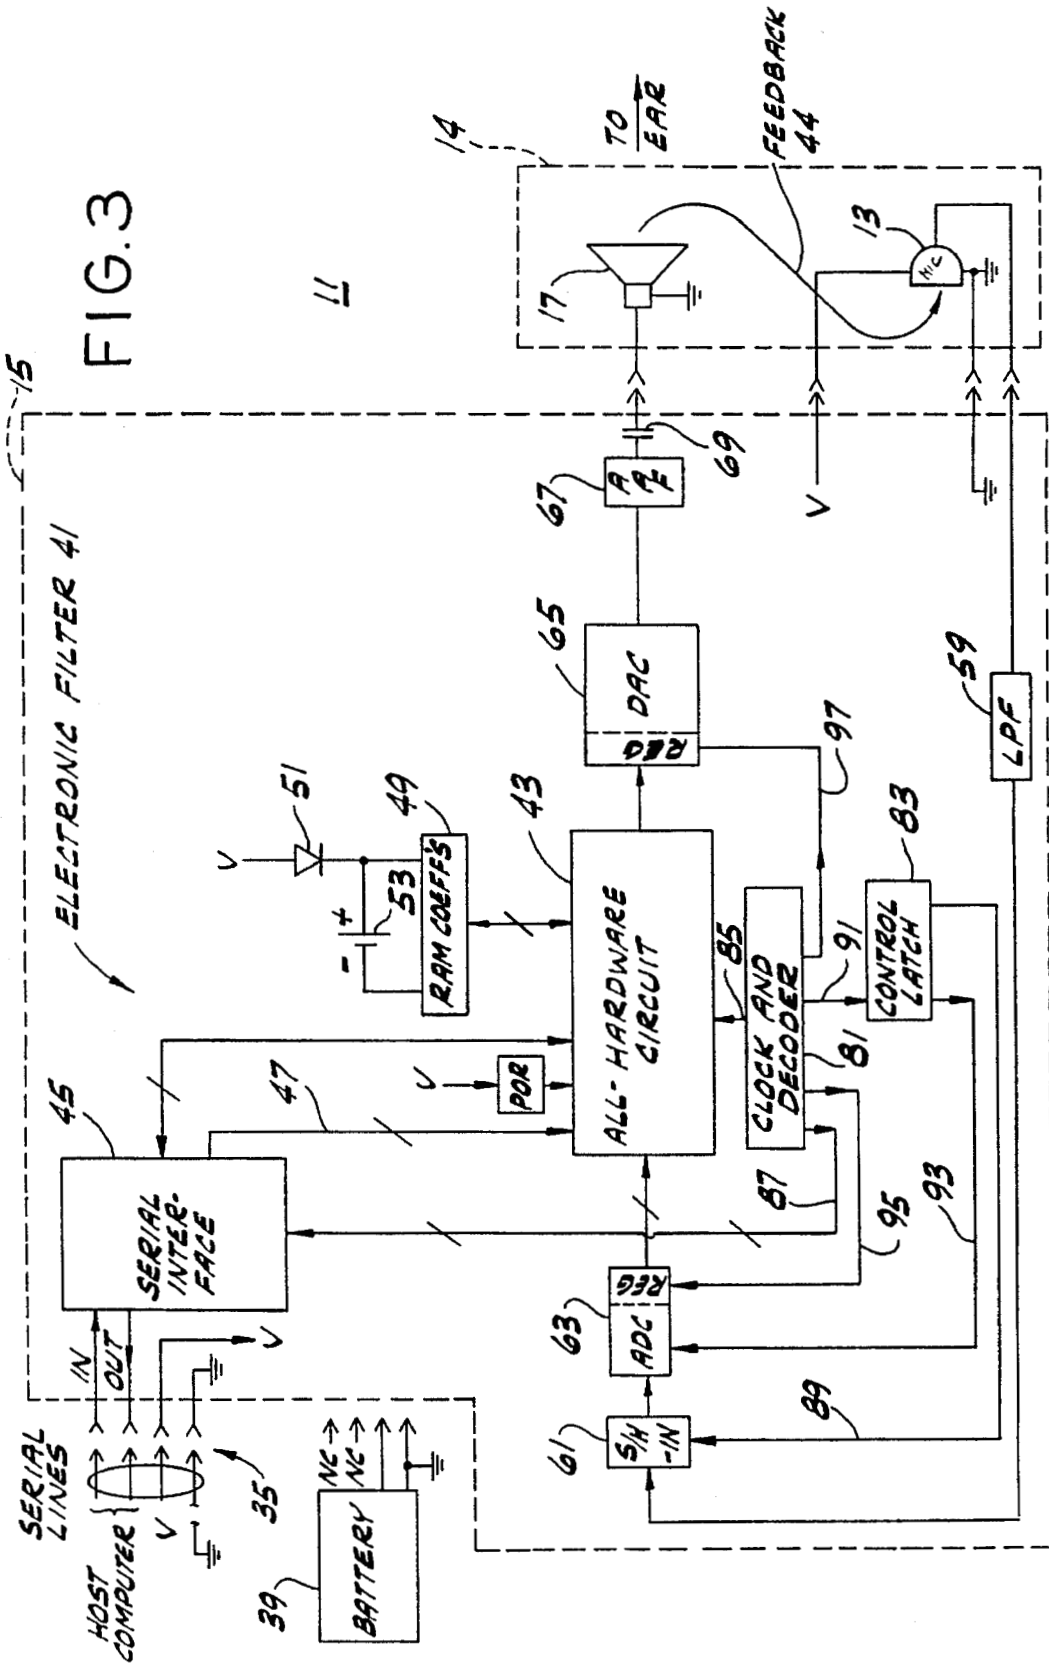 FIG. 3
11
15
ELECTRONIC FILTER 41
SERIAL
LINES
HOST
COMPUTER
V
35
IN
OUT
V
45
SERIAL
INTER-
FACE
47
39
BATTERY
NC
NC
V
51
+
-
53
49
RAM COEFF'S
V
POR
43
ALL-HARDWARE
CIRCUIT
85
CLOCK AND
DECODER
81
87
95
91
97
83
CONTROL
LATCH
93
89
61
S/H
-IN
63
ADC
REG
65
REG
DAC
67
A
AF
69
59
LPF
V
14
17
TO
EAR
FEEDBACK
44
13
MIC